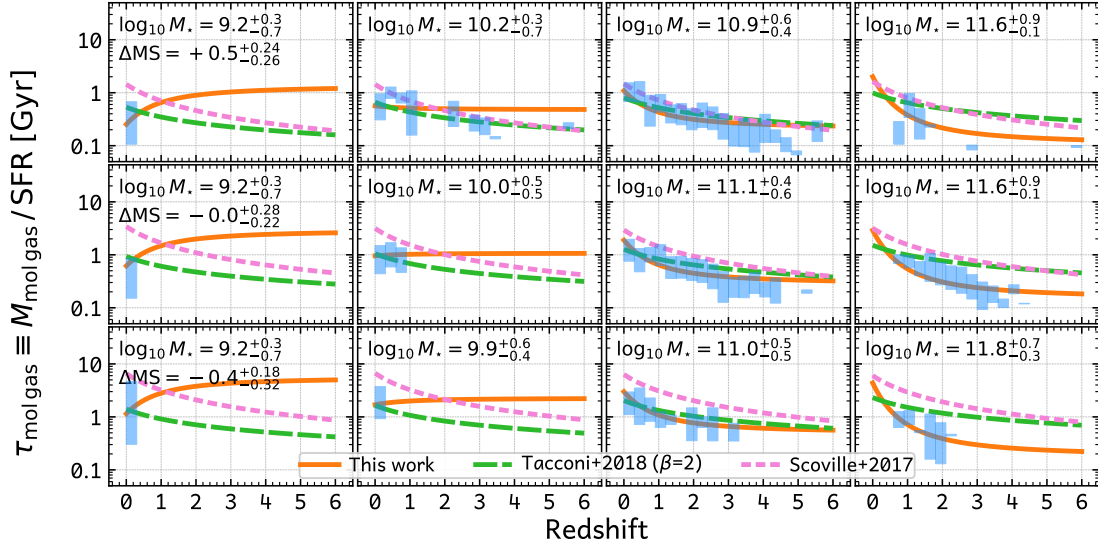 τ_molgas ≡ M_molgas / SFR [Gyr]
10
1
0.1
log₁₀ M⋆ = 9.2 +0.3 −0.7
ΔMS = +0.5 +0.24 −0.26
log₁₀ M⋆ = 10.2 +0.3 −0.7
log₁₀ M⋆ = 10.9 +0.6 −0.4
log₁₀ M⋆ = 11.6 +0.9 −0.1
10
1
0.1
log₁₀ M⋆ = 9.2 +0.3 −0.7
ΔMS = −0.0 +0.28 −0.22
log₁₀ M⋆ = 10.0 +0.5 −0.5
log₁₀ M⋆ = 11.1 +0.4 −0.6
log₁₀ M⋆ = 11.6 +0.9 −0.1
10
1
0.1
log₁₀ M⋆ = 9.2 +0.3 −0.7
ΔMS = −0.4 +0.18 −0.32
log₁₀ M⋆ = 9.9 +0.6 −0.4
log₁₀ M⋆ = 11.0 +0.5 −0.5
log₁₀ M⋆ = 11.8 +0.7 −0.3
This work Tacconi+2018 (β=2) Scoville+2017
0 1 2 3 4 5 6 0 1 2 3 4 5 6 0 1 2 3 4 5 6 0 1 2 3 4 5 6
Redshift